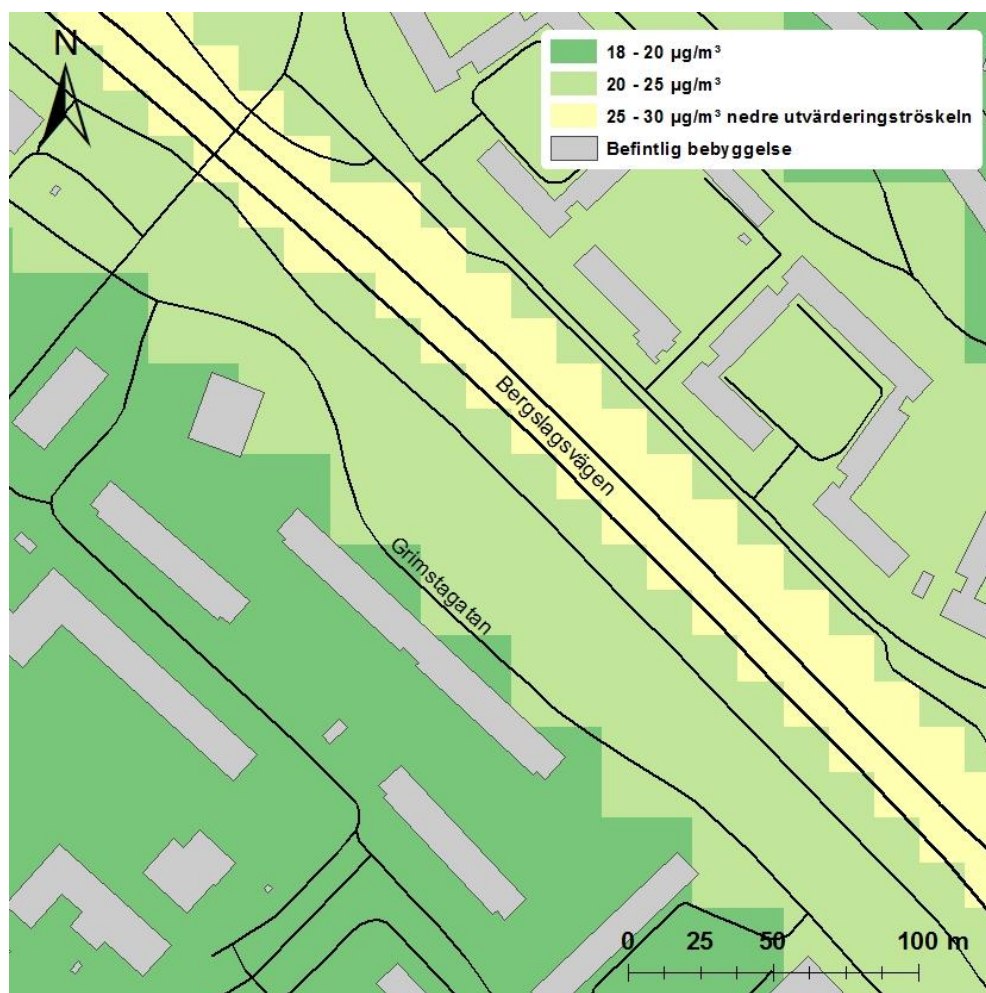 N
18 - 20 µg/m³
20 - 25 µg/m³
25 - 30 µg/m³ nedre utvärderingströskeln
Befintlig bebyggelse
Bergslagsvägen
Grimstagatan
0 25 50 100 m